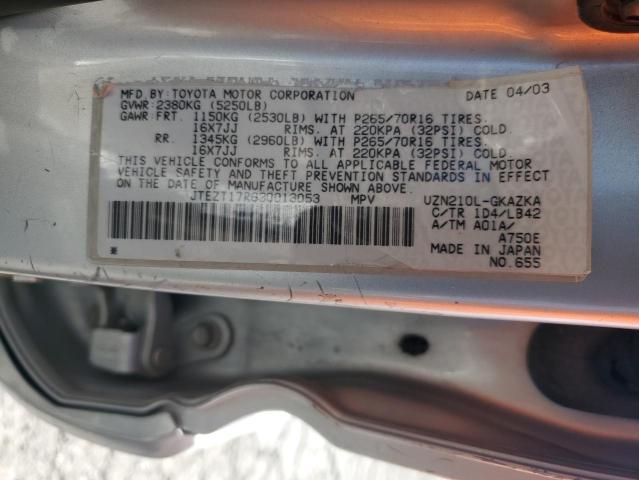 MFD.BY:TOYOTA MOTOR CORPORATION DATE 04/03
GVWR:2380KG (5250LB)
GAWR:FRT. 1150KG (2530LB) WITH P265/70R16 TIRES.
16X7JJ RIMS. AT 220KPA (32PSI) COLD.
RR. 1345KG (2960LB) WITH P265/70R16 TIRES.
16X7JJ RIMS. AT 220KPA (32PSI) COLD.
THIS VEHICLE CONFORMS TO ALL APPLICABLE FEDERAL MOTOR
VEHICLE SAFETY AND THEFT PREVENTION STANDARDS IN EFFECT
ON THE DATE OF MANUFACTURE SHOWN ABOVE.
JTEZT17R630013053 MPV UZN210L-GKAZKA
C/TR 1D4/LB42
A/TM A01A/
A750E
NO.655